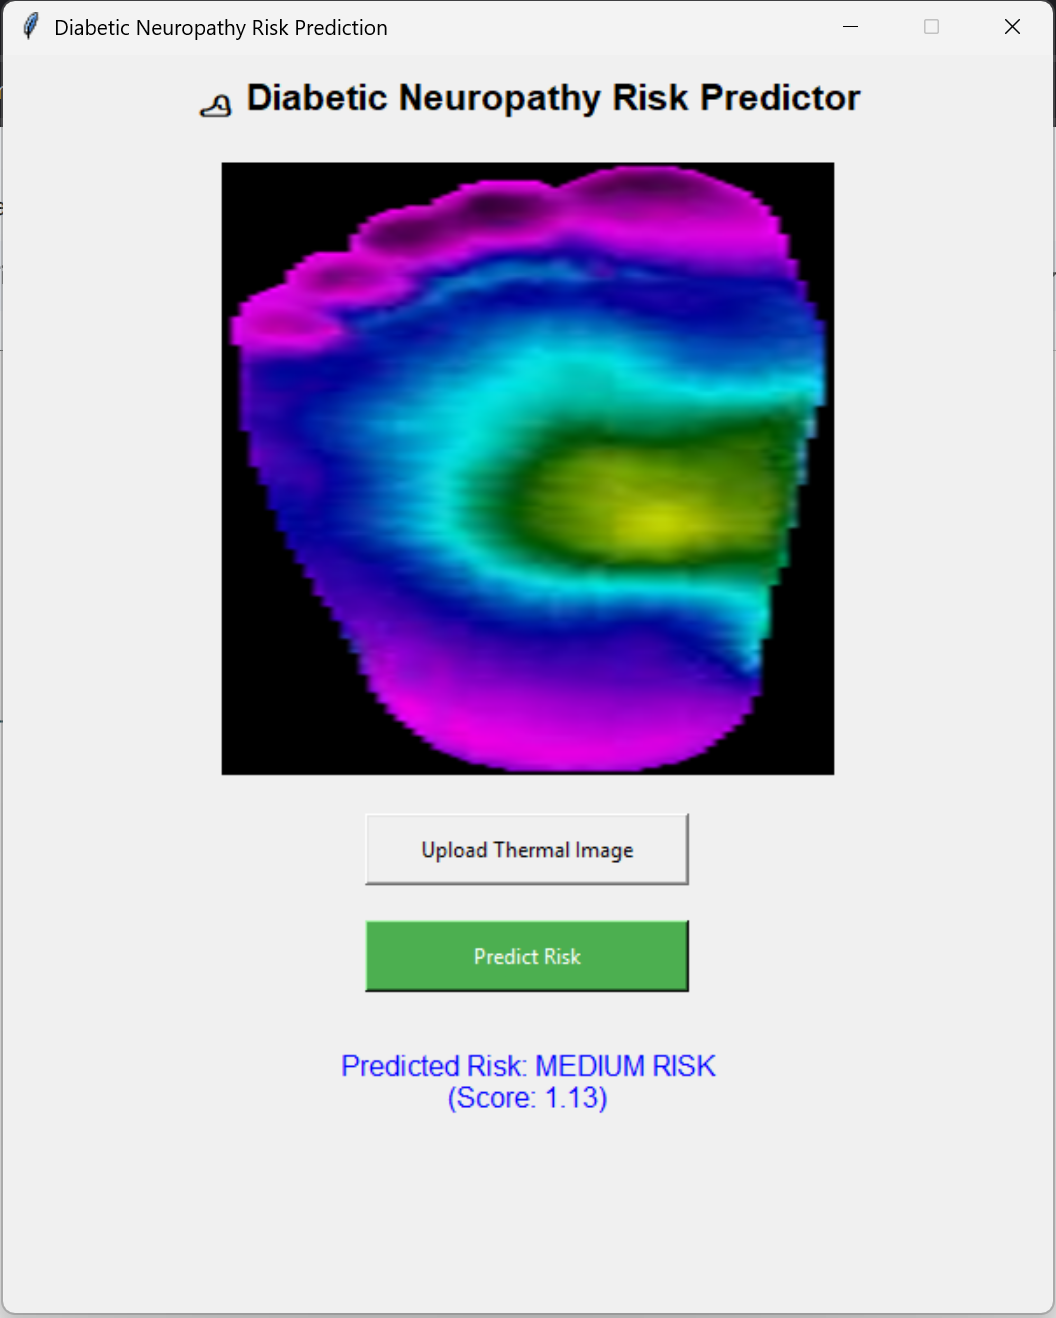 Diabetic Neuropathy Risk Prediction
Diabetic Neuropathy Risk Predictor
Upload Thermal Image
Predict Risk
Predicted Risk: MEDIUM RISK
(Score: 1.13)